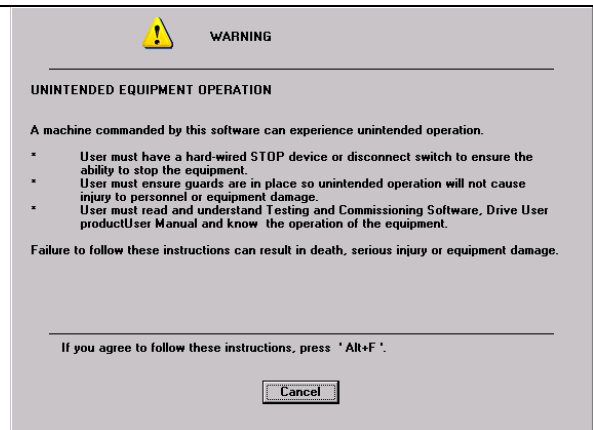 WARNING
UNINTENDED EQUIPMENT OPERATION
A machine commanded by this software can experience unintended operation.
* User must have a hard-wired STOP device or disconnect switch to ensure the
ability to stop the equipment.
* User must ensure guards are in place so unintended operation will not cause
injury to personnel or equipment damage.
* User must read and understand Testing and Commissioning Software, Drive User
productUser Manual and know the operation of the equipment.
Failure to follow these instructions can result in death, serious injury or equipment damage.
If you agree to follow these instructions, press ' Alt+F '.
Cancel